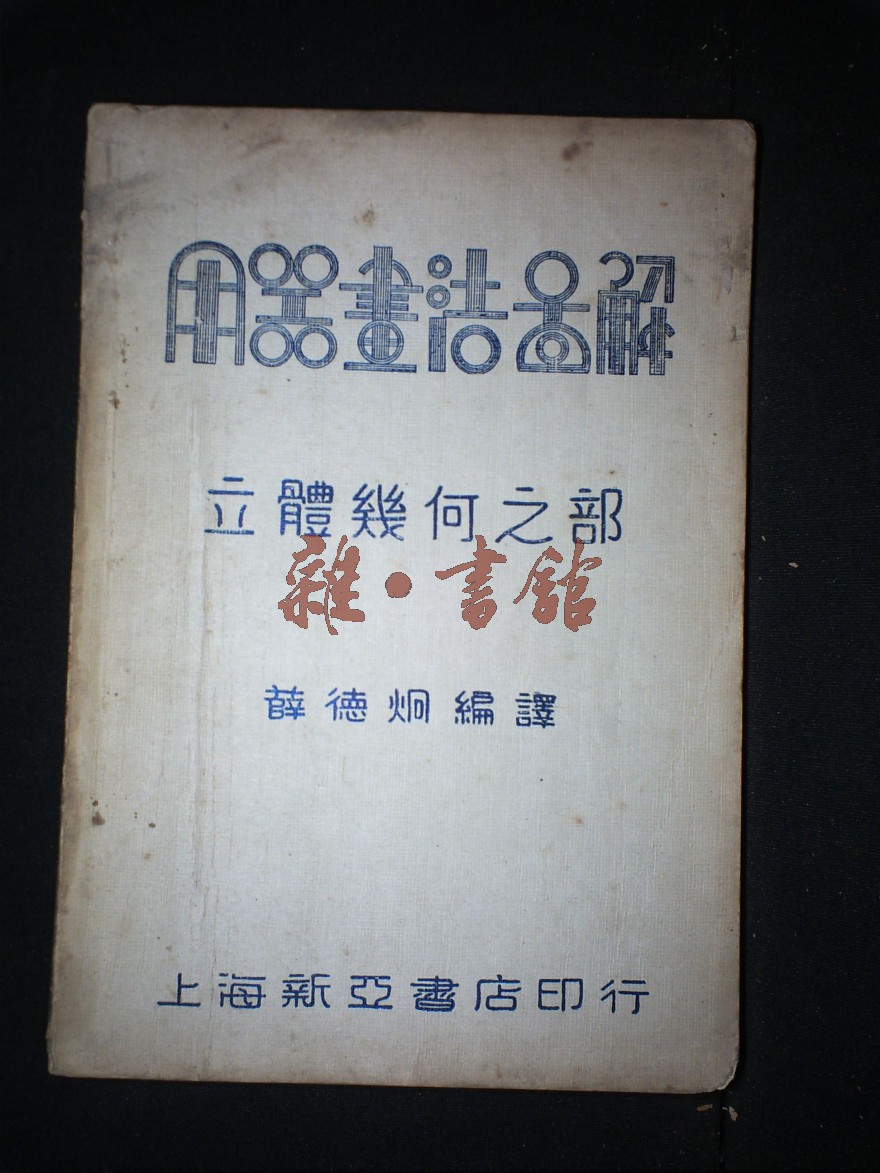 用器畫法圖解
立體幾何之部
雜·書館
薛德炯編譯
上海新亞書店印行